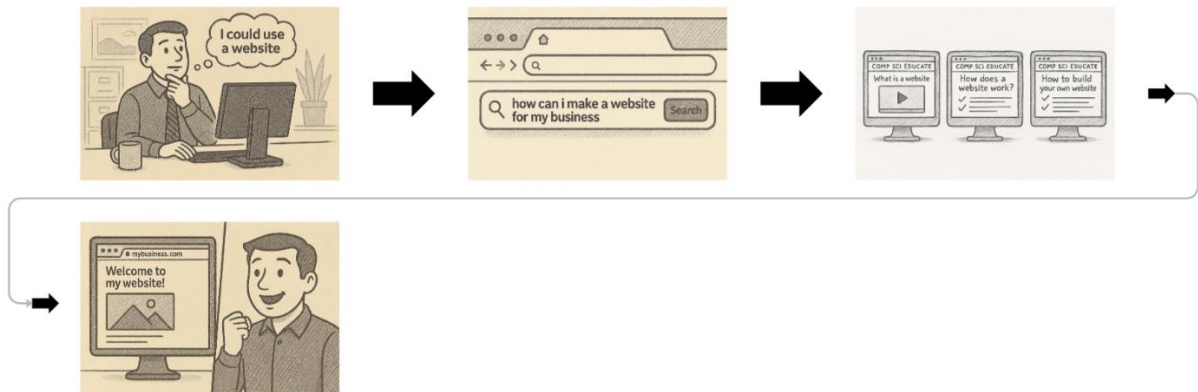 I could use
a website
how can i make a website
for my business
Search
COMP SCI EDUCATE
What is a website
COMP SCI EDUCATE
How does a
website work?
COMP SCI EDUCATE
How to build
your own website
mybusiness.com
Welcome to
my website!